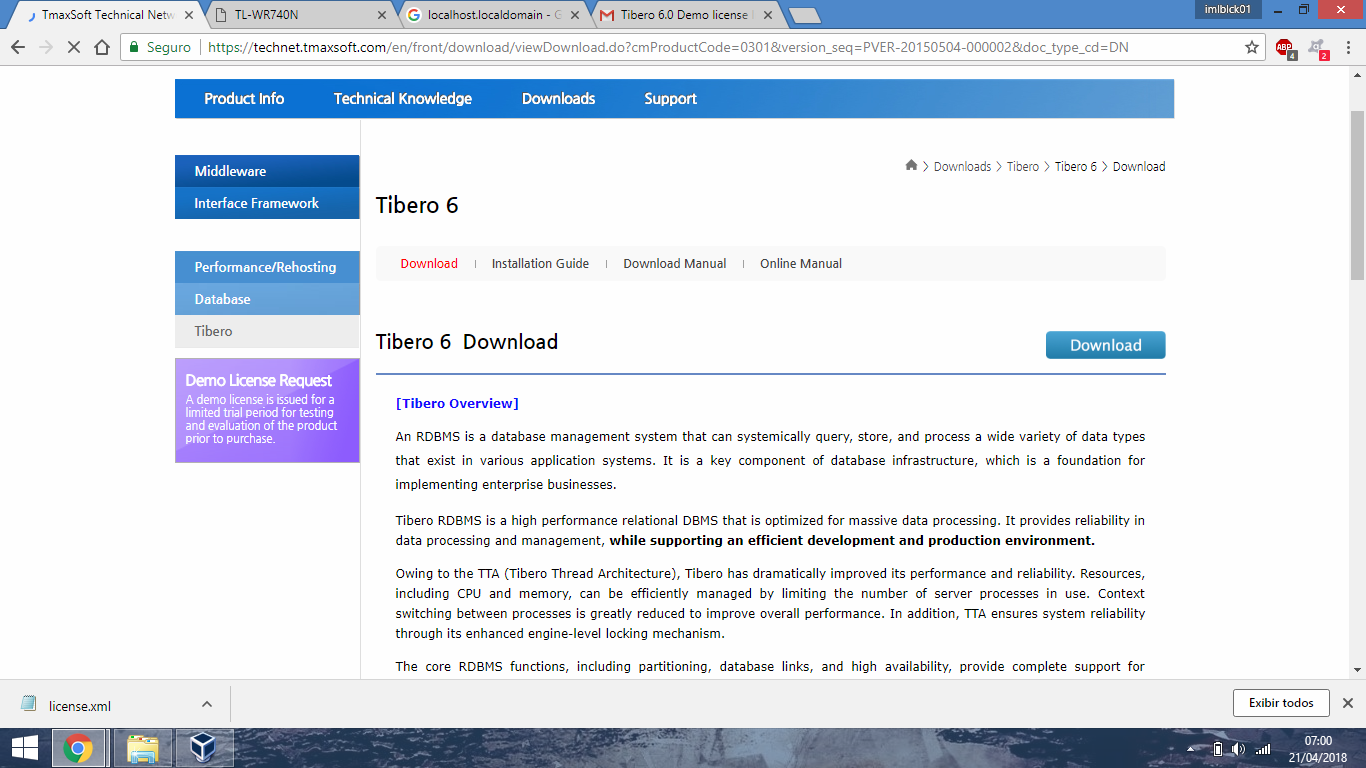 TmaxSoft Technical Netw
TL-WR740N
localhost.localdomain - G
Tibero 6.0 Demo license
imlblck01
Seguro
https://technet.tmaxsoft.com/en/front/download/viewDownload.do?cmProductCode=0301&version_seq=PVER-20150504-000002&doc_type_cd=DN
ABP
4
2
Product Info
Technical Knowledge
Downloads
Support
Middleware
Interface Framework
Performance/Rehosting
Database
Tibero
Demo License Request
A demo license is issued for a
limited trial period for testing
and evaluation of the product
prior to purchase.
> Downloads > Tibero > Tibero 6 > Download
Tibero 6
Download
Installation Guide
Download Manual
Online Manual
Tibero 6 Download
Download
[Tibero Overview]
An RDBMS is a database management system that can systemically query, store, and process a wide variety of data types
that exist in various application systems. It is a key component of database infrastructure, which is a foundation for
implementing enterprise businesses.
Tibero RDBMS is a high performance relational DBMS that is optimized for massive data processing. It provides reliability in
data processing and management, while supporting an efficient development and production environment.
Owing to the TTA (Tibero Thread Architecture), Tibero has dramatically improved its performance and reliability. Resources,
including CPU and memory, can be efficiently managed by limiting the number of server processes in use. Context
switching between processes is greatly reduced to improve overall performance. In addition, TTA ensures system reliability
through its enhanced engine-level locking mechanism.
The core RDBMS functions, including partitioning, database links, and high availability, provide complete support for
license.xml
Exibir todos
07:00
21/04/2018